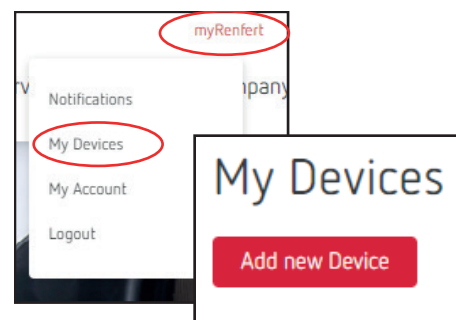 myRenfert
Notifications
My Devices
My Account
Logout
My Devices
Add new Device